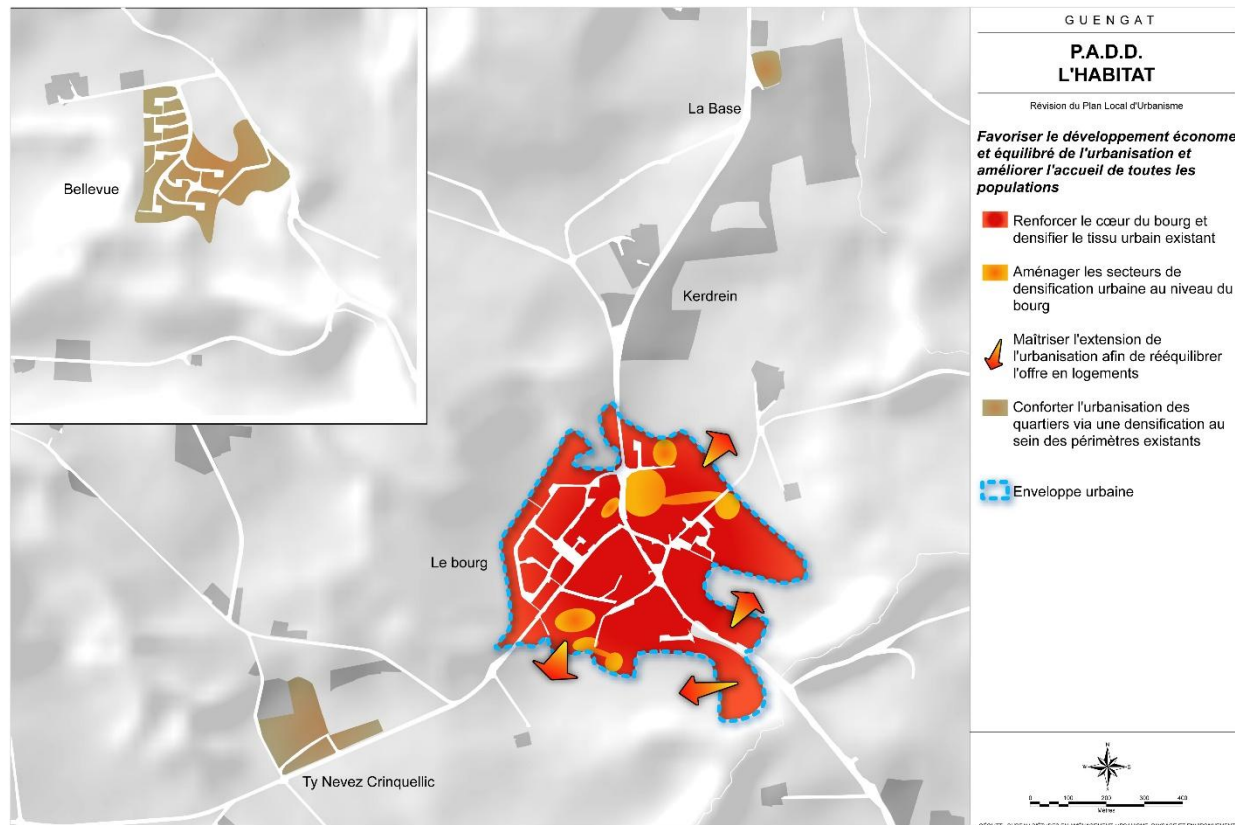 GUENGAT
P.A.D.D.
L'HABITAT
Révision du Plan Local d'Urbanisme
Favoriser le développement économe
et équilibré de l'urbanisation et
améliorer l'accueil de toutes les
populations
Renforcer le cœur du bourg et
densifier le tissu urbain existant
Aménager les secteurs de
densification urbaine au niveau du
bourg
Maîtriser l'extension de
l'urbanisation afin de rééquilibrer
l'offre en logements
Conforter l'urbanisation des
quartiers via une densification au
sein des périmètres existants
Enveloppe urbaine
La Base
Bellevue
Kerdrein
Le bourg
Ty Nevez Crinquellic
N
W
E
S
0 100 200 300 400
Mètres